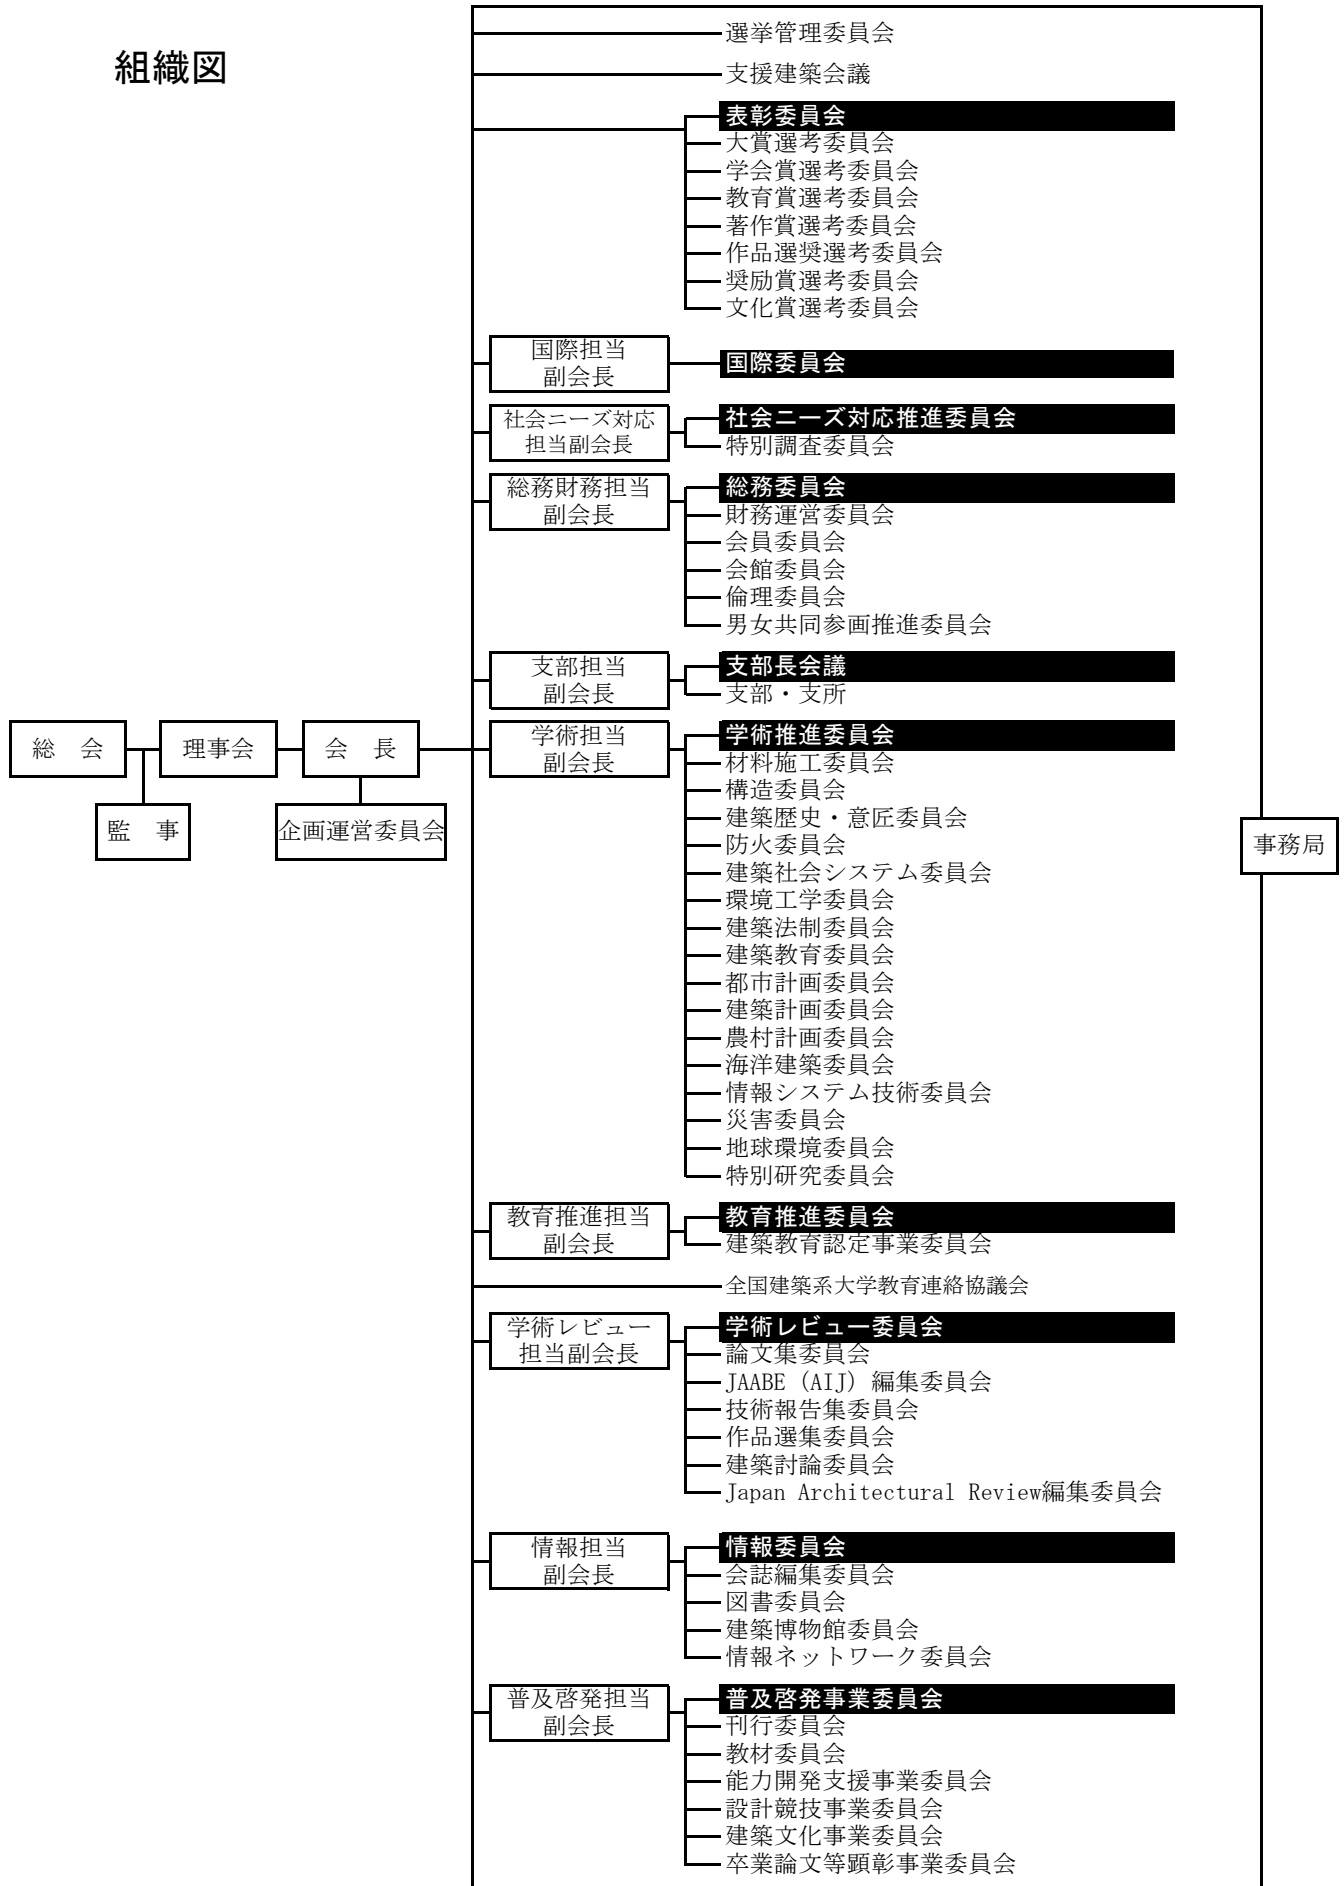 組織図
選挙管理委員会
支援建築会議
表彰委員会
大賞選考委員会
学会賞選考委員会
教育賞選考委員会
著作賞選考委員会
作品選奨選考委員会
奨励賞選考委員会
文化賞選考委員会
国際担当
副会長
国際委員会
社会ニーズ対応
担当副会長
社会ニーズ対応推進委員会
特別調査委員会
総務財務担当
副会長
総務委員会
財務運営委員会
会員委員会
会館委員会
倫理委員会
男女共同参画推進委員会
支部担当
副会長
支部長会議
支部・支所
総　会
理事会
会　長
監　事
企画運営委員会
学術担当
副会長
学術推進委員会
材料施工委員会
構造委員会
建築歴史・意匠委員会
防火委員会
建築社会システム委員会
環境工学委員会
建築法制委員会
建築教育委員会
都市計画委員会
建築計画委員会
農村計画委員会
海洋建築委員会
情報システム技術委員会
災害委員会
地球環境委員会
特別研究委員会
事務局
教育推進担当
副会長
教育推進委員会
建築教育認定事業委員会
全国建築系大学教育連絡協議会
学術レビュー
担当副会長
学術レビュー委員会
論文集委員会
JAABE (AIJ) 編集委員会
技術報告集委員会
作品選集委員会
建築討論委員会
Japan Architectural Review編集委員会
情報担当
副会長
情報委員会
会誌編集委員会
図書委員会
建築博物館委員会
情報ネットワーク委員会
普及啓発担当
副会長
普及啓発事業委員会
刊行委員会
教材委員会
能力開発支援事業委員会
設計競技事業委員会
建築文化事業委員会
卒業論文等顕彰事業委員会